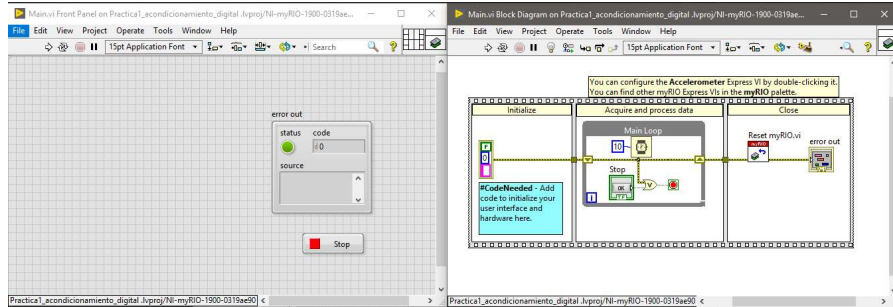 Main.vi Front Panel on Practica1_acondicionamiento_digital .lvproj/NI-myRIO-1900-0319ae...
File Edit View Project Operate Tools Window Help
15pt Application Font
Search
error out
status code
0
source
Stop
Practica1_acondicionamiento_digital .lvproj/NI-myRIO-1900-0319ae90
Main.vi Block Diagram on Practica1_acondicionamiento_digital .lvproj/NI-myRIO-1900-0319ae...
File Edit View Project Operate Tools Window Help
15pt Application Font
You can configure the Accelerometer Express VI by double-clicking it.
You can find other myRIO Express VIs in the myRIO palette.
Initialize
Acquire and process data
Close
Main Loop
10
Stop
OK
TF
i
0
#CodeNeeded - Add
code to initialize your
user interface and
hardware here.
Reset myRIO.vi
myRIO
error out
Practica1_acondicionamiento_digital .lvproj/NI-myRIO-1900-0319ae90